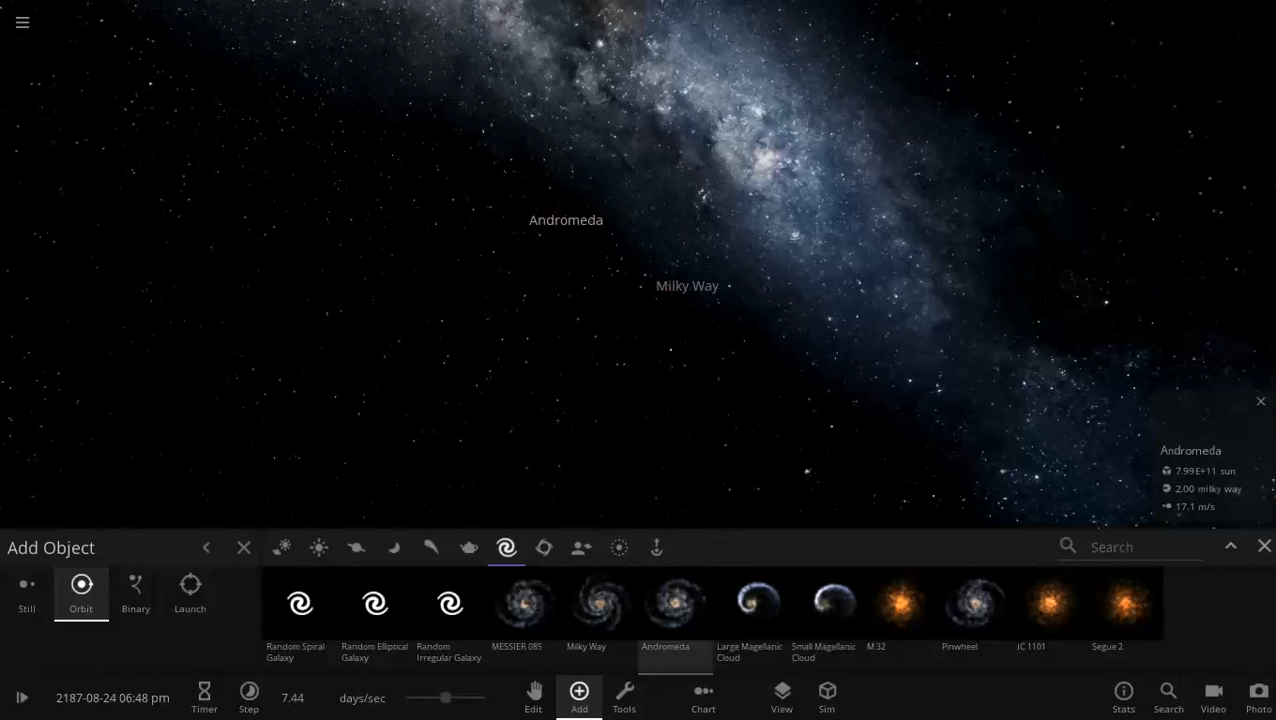 Andromeda
Milky Way
Andromeda
7.99E+11 sun
2.00 milky way
17.1 m/s
Add Object
Search
Still
Orbit
Binary
Launch
Random Spiral
Galaxy
Random Elliptical
Galaxy
Random
Irregular Galaxy
MESSIER 085
Milky Way
Andromeda
Large Magellanic
Cloud
Small Magellanic
Cloud
M 32
Pinwheel
IC 1101
Segue 2
2187-08-24 06:48 pm
Timer
Step
7.44
days/sec
Edit
Add
Tools
Chart
View
Sim
Stats
Search
Video
Photo